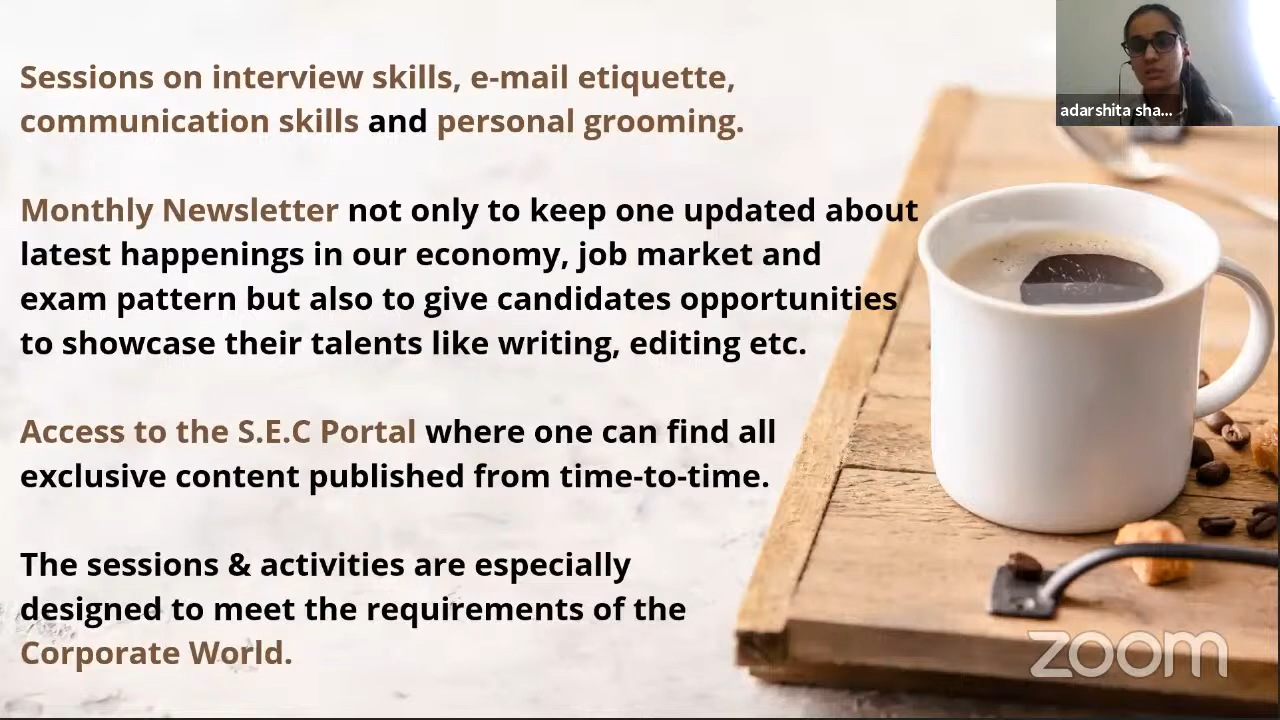 Sessions on interview skills, e-mail etiquette,
communication skills and personal grooming.
Monthly Newsletter not only to keep one updated about
latest happenings in our economy, job market and
exam pattern but also to give candidates opportunities
to showcase their talents like writing, editing etc.
Access to the S.E.C Portal where one can find all
exclusive content published from time-to-time.
The sessions & activities are especially
designed to meet the requirements of the
Corporate World.
adarshita sha...
zoom